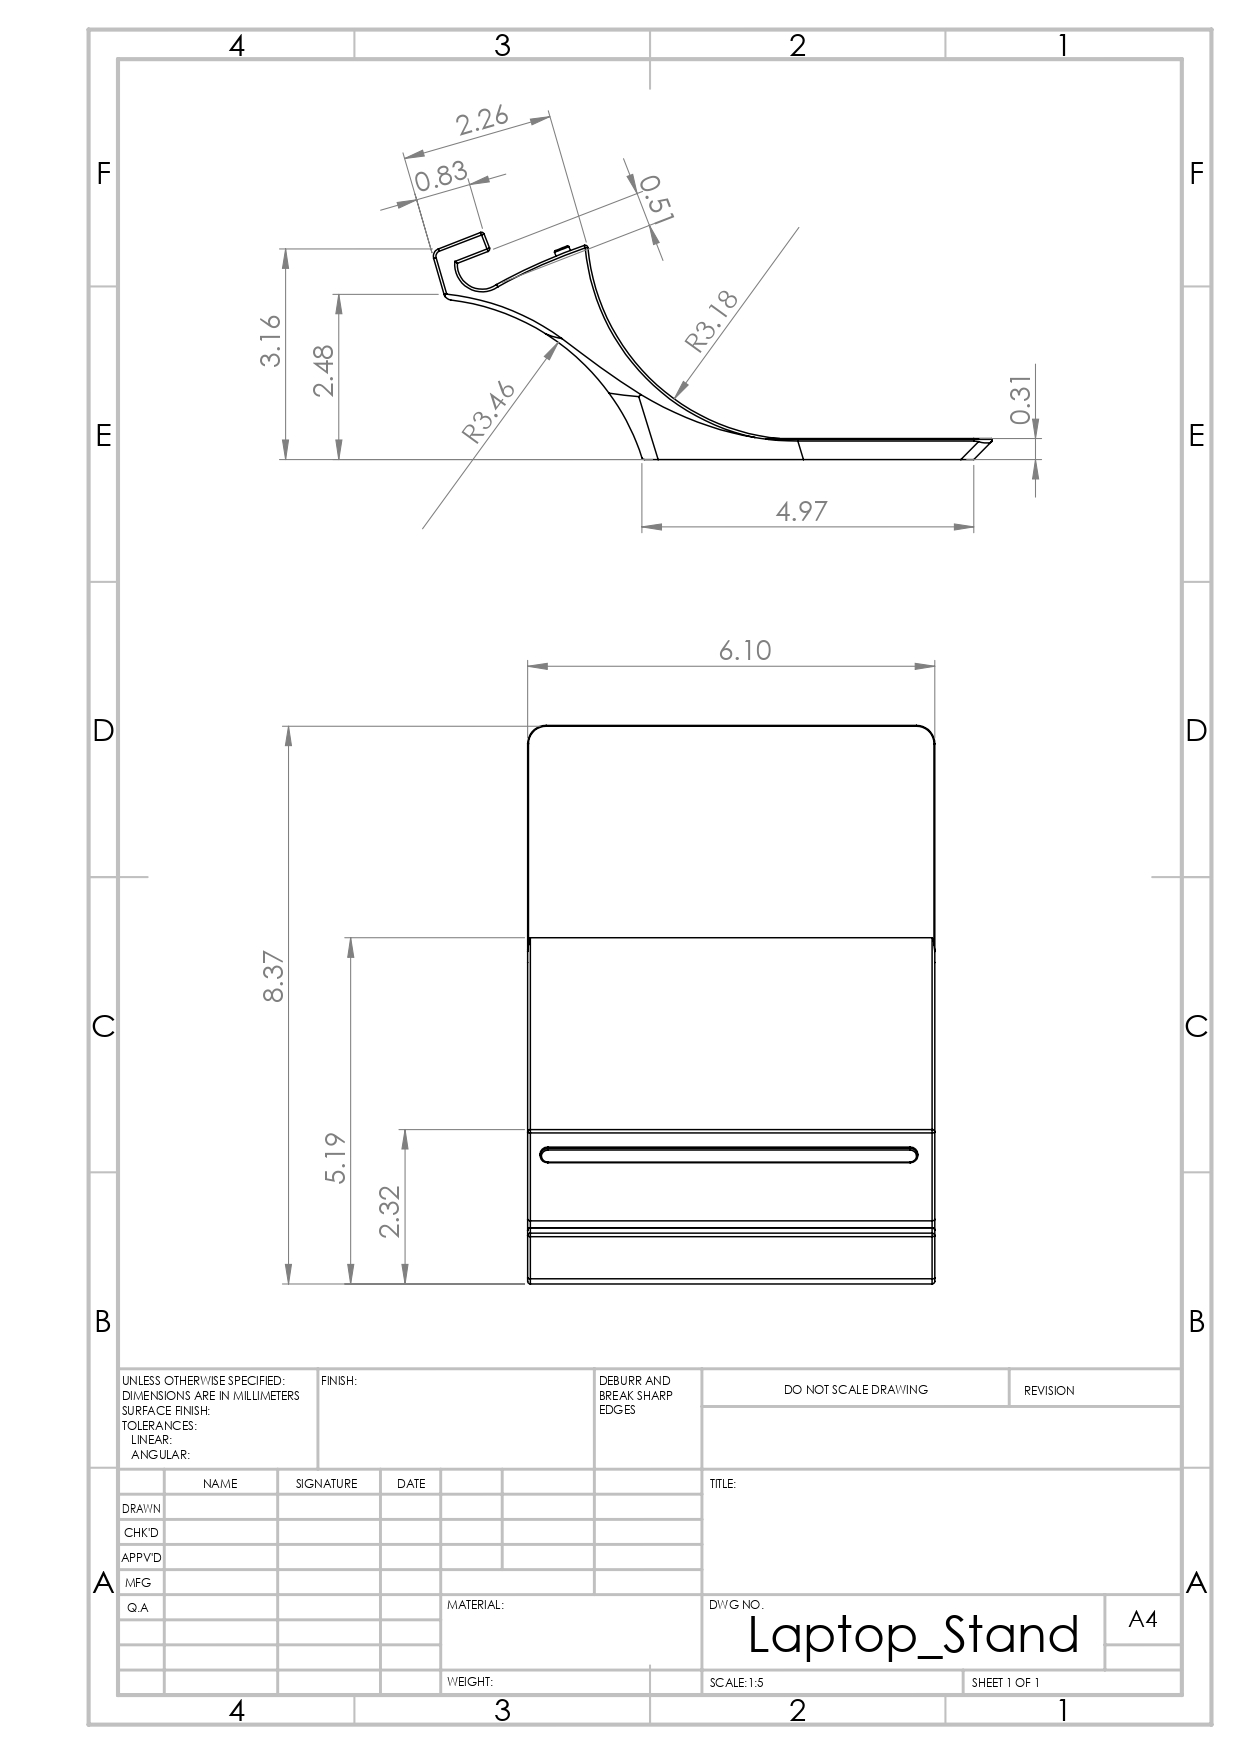 4 3 2 1
F F
2.26
0.83
0.51
R3.18
3.16
2.48
R3.46
0.31
E E
4.97
6.10
D D
8.37
C C
5.19
2.32
B B
UNLESS OTHERWISE SPECIFIED:
DIMENSIONS ARE IN MILLIMETERS
SURFACE FINISH:
TOLERANCES:
LINEAR:
ANGULAR:
FINISH:
DEBURR AND
BREAK SHARP
EDGES
DO NOT SCALE DRAWING
REVISION
NAME SIGNATURE DATE
TITLE:
DRAWN
CHK'D
APPV'D
MFG
Q.A
A A
MATERIAL:
DWG NO.
Laptop_Stand
A4
WEIGHT:
SCALE:1:5
SHEET 1 OF 1
4 3 2 1